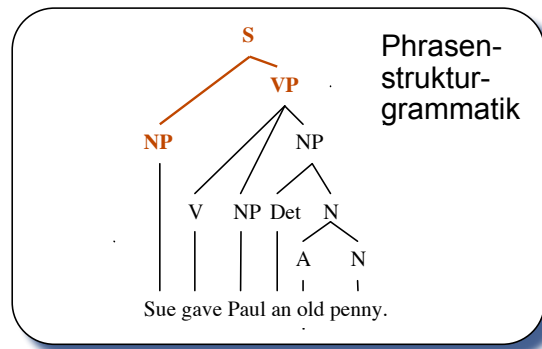 S
Phrasen-
struktur-
grammatik
VP
NP
NP
V NP Det N
A N
Sue gave Paul an old penny.